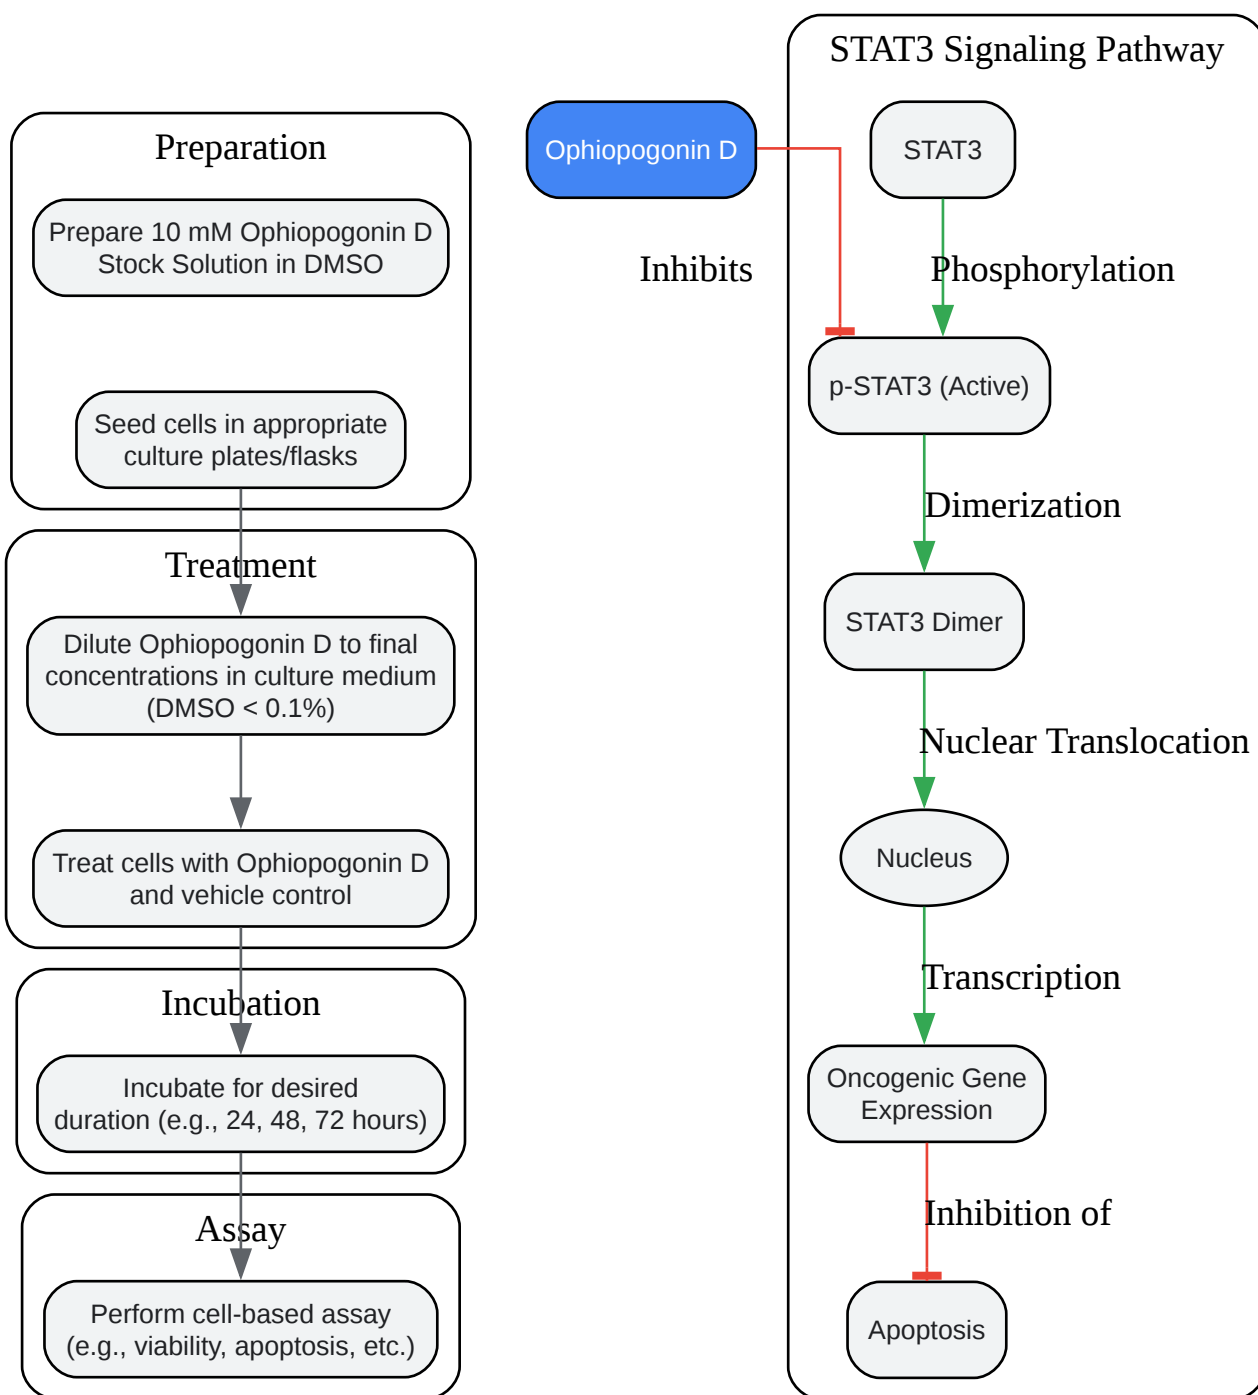 Preparation
Prepare 10 mM Ophiopogonin D
Stock Solution in DMSO
Seed cells in appropriate
culture plates/flasks
Treatment
Dilute Ophiopogonin D to final
concentrations in culture medium
(DMSO < 0.1%)
Treat cells with Ophiopogonin D
and vehicle control
Incubation
Incubate for desired
duration (e.g., 24, 48, 72 hours)
Assay
Perform cell-based assay
(e.g., viability, apoptosis, etc.)
Ophiopogonin D
Inhibits
STAT3 Signaling Pathway
STAT3
Phosphorylation
p-STAT3 (Active)
Dimerization
STAT3 Dimer
Nuclear Translocation
Nucleus
Transcription
Oncogenic Gene
Expression
Inhibition of
Apoptosis